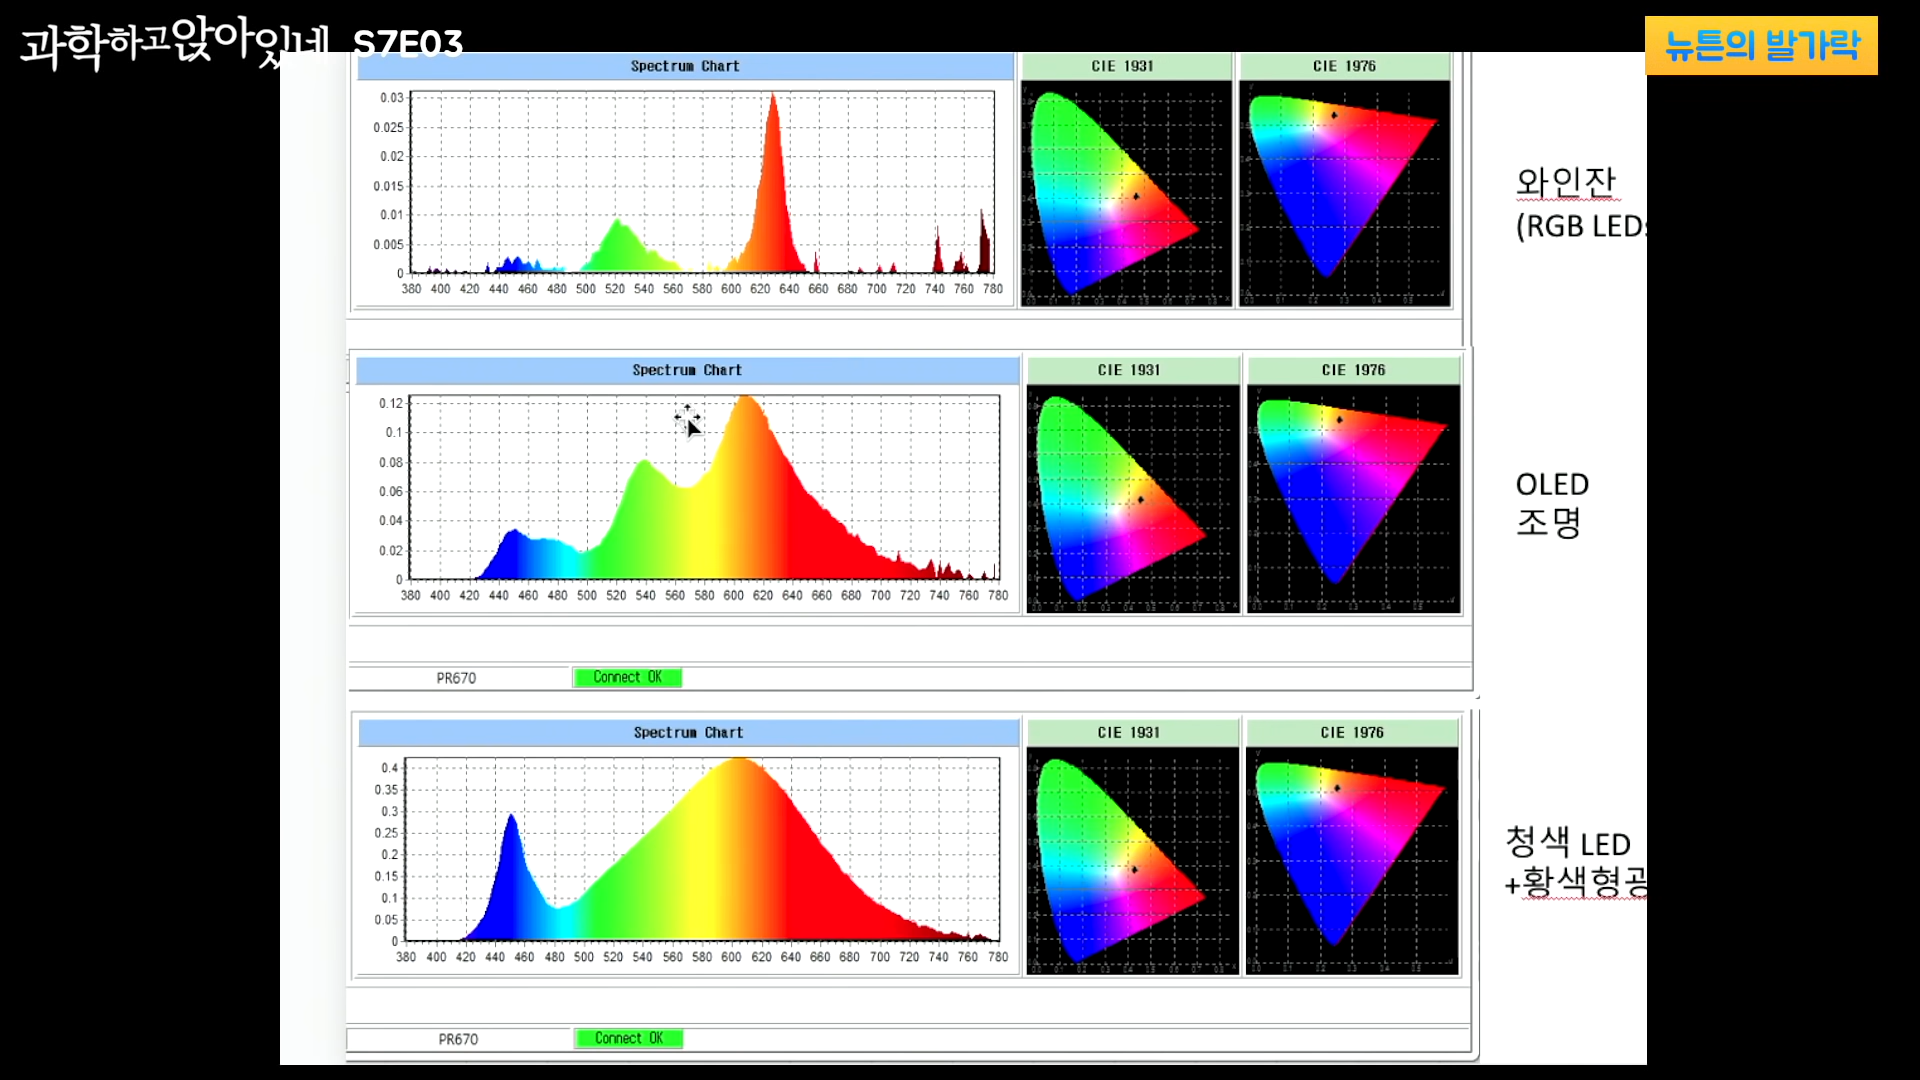 과학하고앉아있네 S7E03
뉴튼의 발가락
Spectrum Chart
CIE 1931
CIE 1976
0.03
0.025
0.02
0.015
0.01
0.005
0
380 400 420 440 460 480 500 520 540 560 580 600 620 640 660 680 700 720 740 760 780
와인잔
(RGB LED
Spectrum Chart
CIE 1931
CIE 1976
0.12
0.1
0.08
0.06
0.04
0.02
0
380 400 420 440 460 480 500 520 540 560 580 600 620 640 660 680 700 720 740 760 780
OLED
조명
PR670
Connect OK
Spectrum Chart
CIE 1931
CIE 1976
0.4
0.35
0.3
0.25
0.2
0.15
0.1
0.05
0
380 400 420 440 460 480 500 520 540 560 580 600 620 640 660 680 700 720 740 760 780
청색 LED
+황색형광
PR670
Connect OK